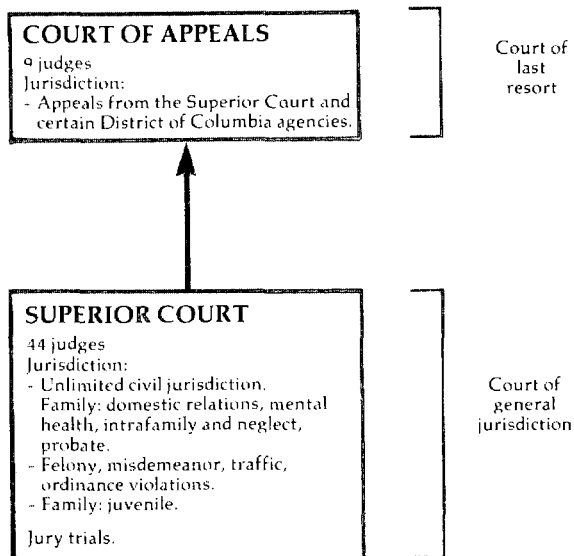 COURT OF APPEALS
9 judges
Jurisdiction:
- Appeals from the Superior Court and
certain District of Columbia agencies.
Court of
last
resort
SUPERIOR COURT
44 judges
Jurisdiction:
- Unlimited civil jurisdiction.
Family: domestic relations, mental
health, intrafamily and neglect,
probate.
- Felony, misdemeanor, traffic,
ordinance violations.
- Family: juvenile.
Jury trials.
Court of
general
jurisdiction